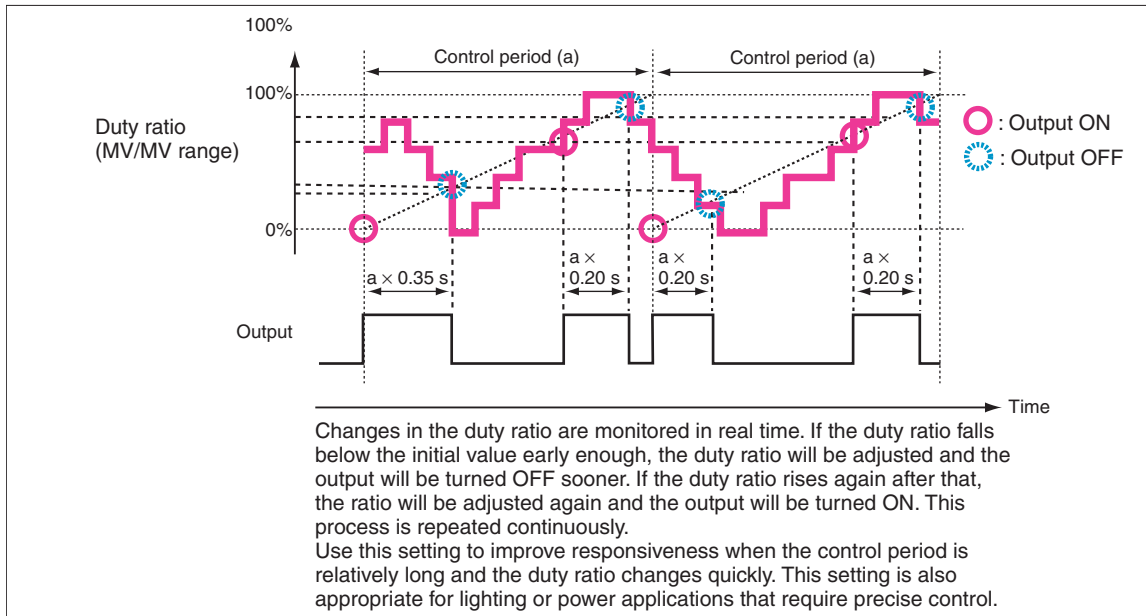 100%
Control period (a)
Control period (a)
100%
Duty ratio
(MV/MV range)
: Output ON
: Output OFF
0%
a × 0.35 s
a ×
0.20 s
a ×
0.20 s
a ×
0.20 s
Output
Time
Changes in the duty ratio are monitored in real time. If the duty ratio falls
below the initial value early enough, the duty ratio will be adjusted and the
output will be turned OFF sooner. If the duty ratio rises again after that,
the ratio will be adjusted again and the output will be turned ON. This
process is repeated continuously.
Use this setting to improve responsiveness when the control period is
relatively long and the duty ratio changes quickly. This setting is also
appropriate for lighting or power applications that require precise control.